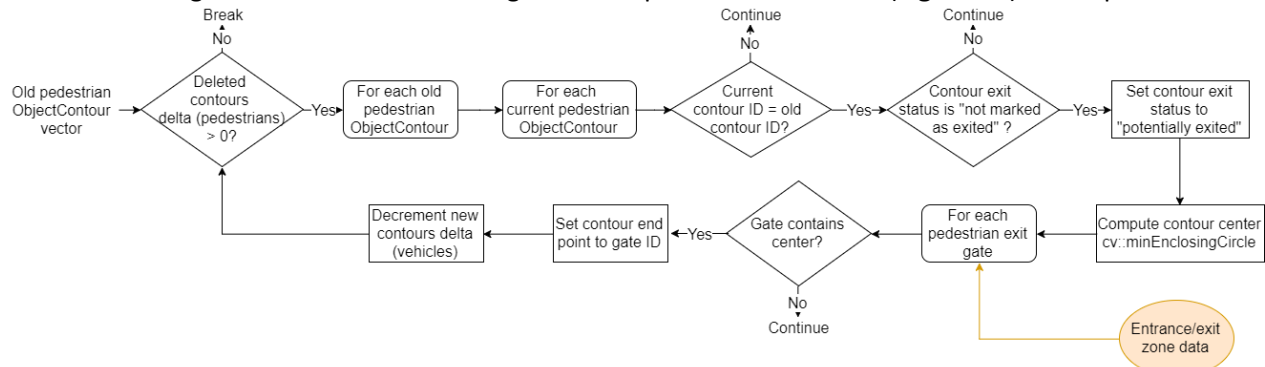 Break
No
Old pedestrian
ObjectContour
vector
Deleted
contours
delta (pedestrians)
> 0?
Yes
For each old
pedestrian
ObjectContour
For each
current pedestrian
ObjectContour
Continue
No
Current
contour ID = old
contour ID?
Yes
Continue
No
Contour exit
status is "not marked
as exited" ?
Yes
Set contour exit
status to
"potentially exited"
Compute contour center
cv::minEnclosingCircle
For each
pedestrian exit
gate
Entrance/exit
zone data
Gate contains
center?
No
Continue
Yes
Set contour end
point to gate ID
Decrement new
contours delta
(vehicles)